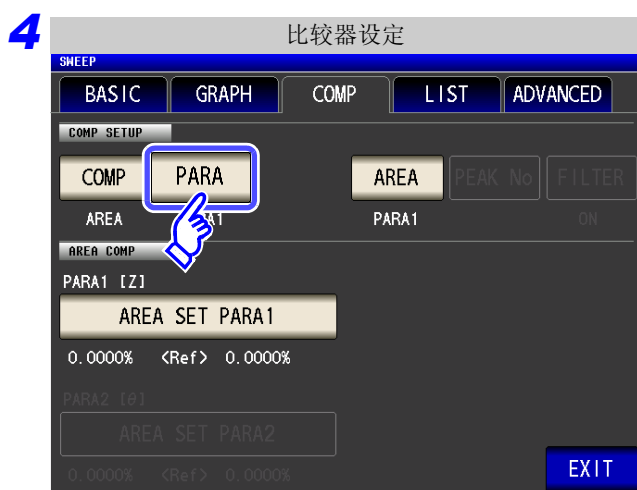 4
比较器设定
SWEEP
BASIC GRAPH COMP LIST ADVANCED
COMP SETUP
COMP PARA AREA PEAK No FILTER
AREA PARA1 ON
AREA COMP
PARA1 [Z]
AREA SET PARA1
0.0000% <Ref> 0.0000%
PARA2 [θ]
AREA SET PARA2
0.0000% <Ref> 0.0000%
EXIT